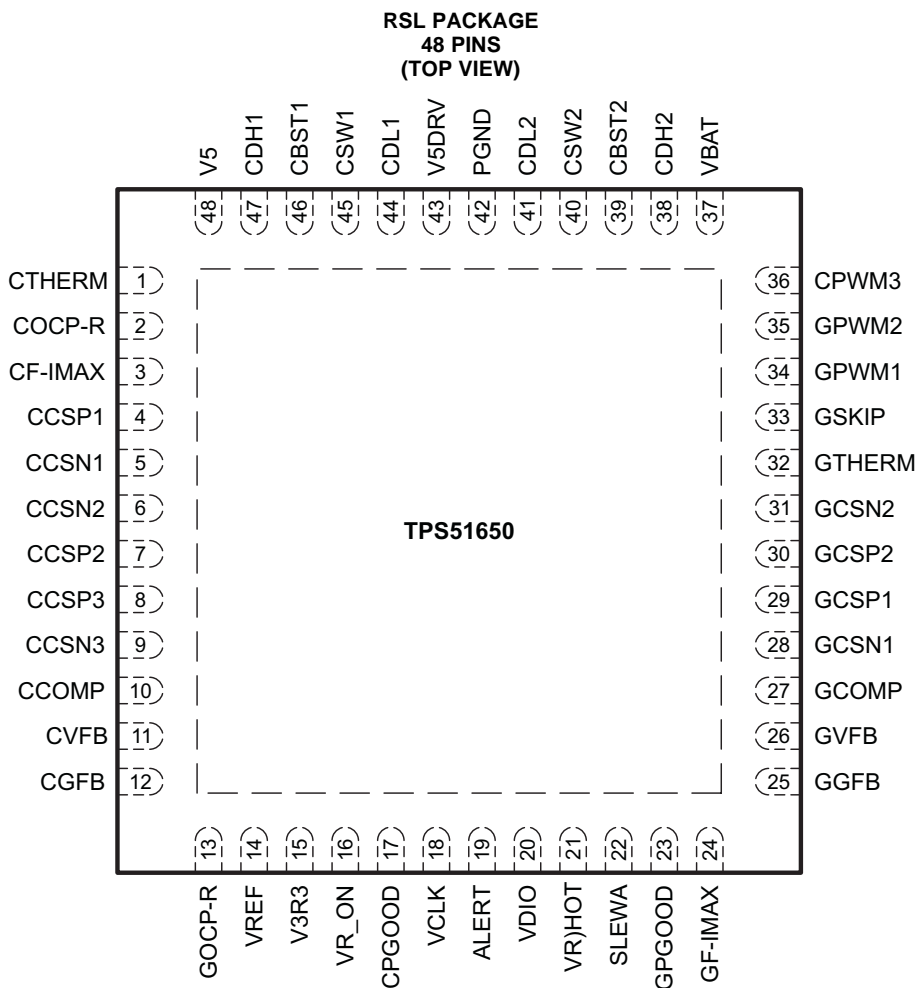 RSL PACKAGE
48 PINS
(TOP VIEW)
V5
CDH1
CBST1
CSW1
CDL1
V5DRV
PGND
CDL2
CSW2
CBST2
CDH2
VBAT
48
47
46
45
44
43
42
41
40
39
38
37
CTHERM 1
COCP-R 2
CF-IMAX 3
CCSP1 4
CCSN1 5
CCSN2 6
CCSP2 7
CCSP3 8
CCSN3 9
CCOMP 10
CVFB 11
CGFB 12
TPS51650
36 CPWM3
35 GPWM2
34 GPWM1
33 GSKIP
32 GTHERM
31 GCSN2
30 GCSP2
29 GCSP1
28 GCSN1
27 GCOMP
26 GVFB
25 GGFB
13
14
15
16
17
18
19
20
21
22
23
24
GOCP-R
VREF
V3R3
VR_ON
CPGOOD
VCLK
ALERT
VDIO
VR)HOT
SLEWA
GPGOOD
GF-IMAX